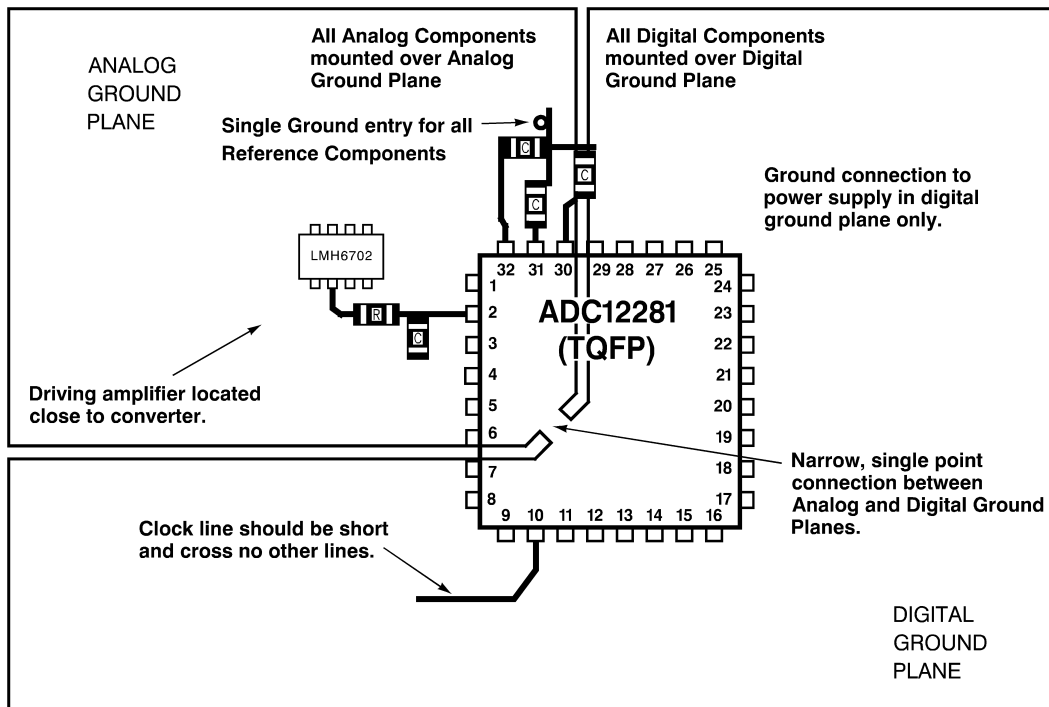 ANALOG
GROUND
PLANE
All Analog Components
mounted over Analog
Ground Plane
All Digital Components
mounted over Digital
Ground Plane
Single Ground entry for all
Reference Components
C
C
C
Ground connection to
power supply in digital
ground plane only.
LMH6702
R
C
32 31 30 29 28 27 26 25
1
2
3
4
5
6
7
8
24
23
22
21
20
19
18
17
ADC12281
(TQFP)
9 10 11 12 13 14 15 16
Driving amplifier located
close to converter.
Narrow, single point
connection between
Analog and Digital Ground
Planes.
Clock line should be short
and cross no other lines.
DIGITAL
GROUND
PLANE